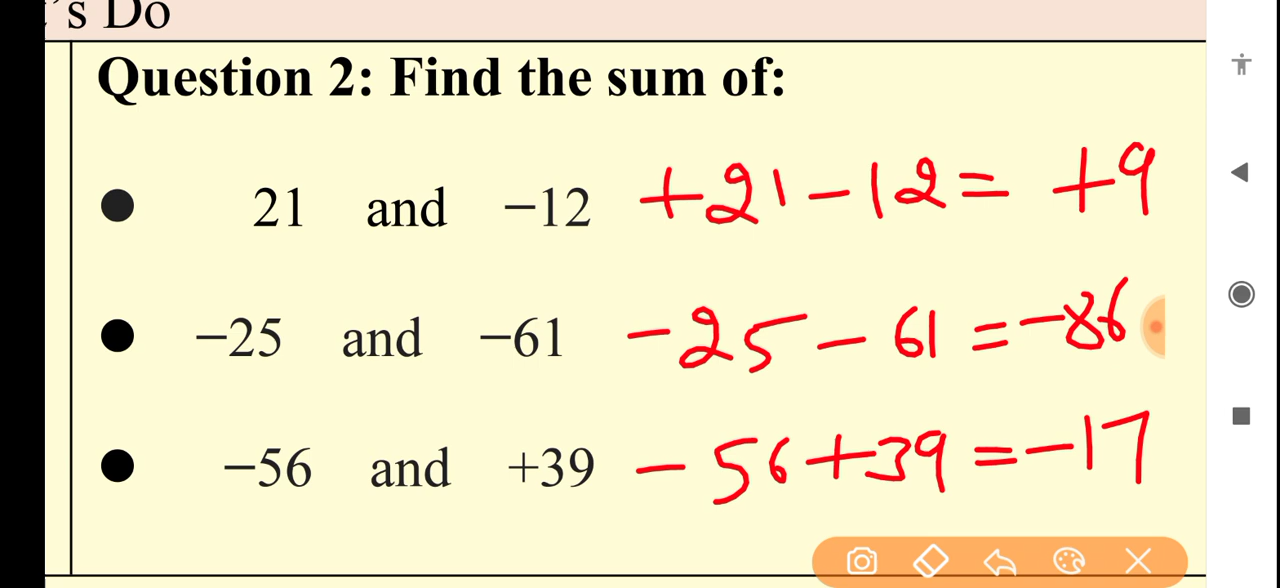 's Do
Question 2: Find the sum of:
● 21 and −12 +21-12= +9
● −25 and −61 -25-61=-86
● −56 and +39 -56+39=-17